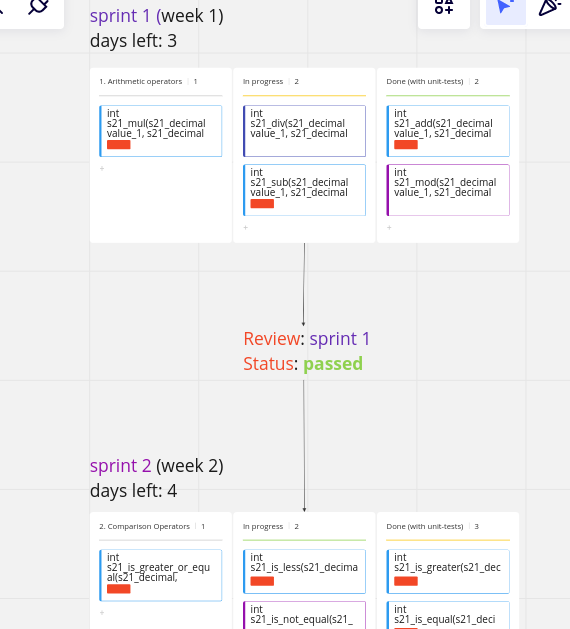 sprint 1 (week 1)
days left: 3
1. Arithmetic operators 1
int
s21_mul(s21_decimal
value_1, s21_decimal
In progress 2
int
s21_div(s21_decimal
value_1, s21_decimal
int
s21_sub(s21_decimal
value_1, s21_decimal
Done (with unit-tests) 2
int
s21_add(s21_decimal
value_1, s21_decimal
int
s21_mod(s21_decimal
value_1, s21_decimal
Review: sprint 1
Status: passed
sprint 2 (week 2)
days left: 4
2. Comparison Operators 1
int
s21_is_greater_or_equ
al(s21_decimal,
In progress 2
int
s21_is_less(s21_decima
int
s21_is_not_equal(s21_
Done (with unit-tests) 3
int
s21_is_greater(s21_dec
int
s21_is_equal(s21_deci